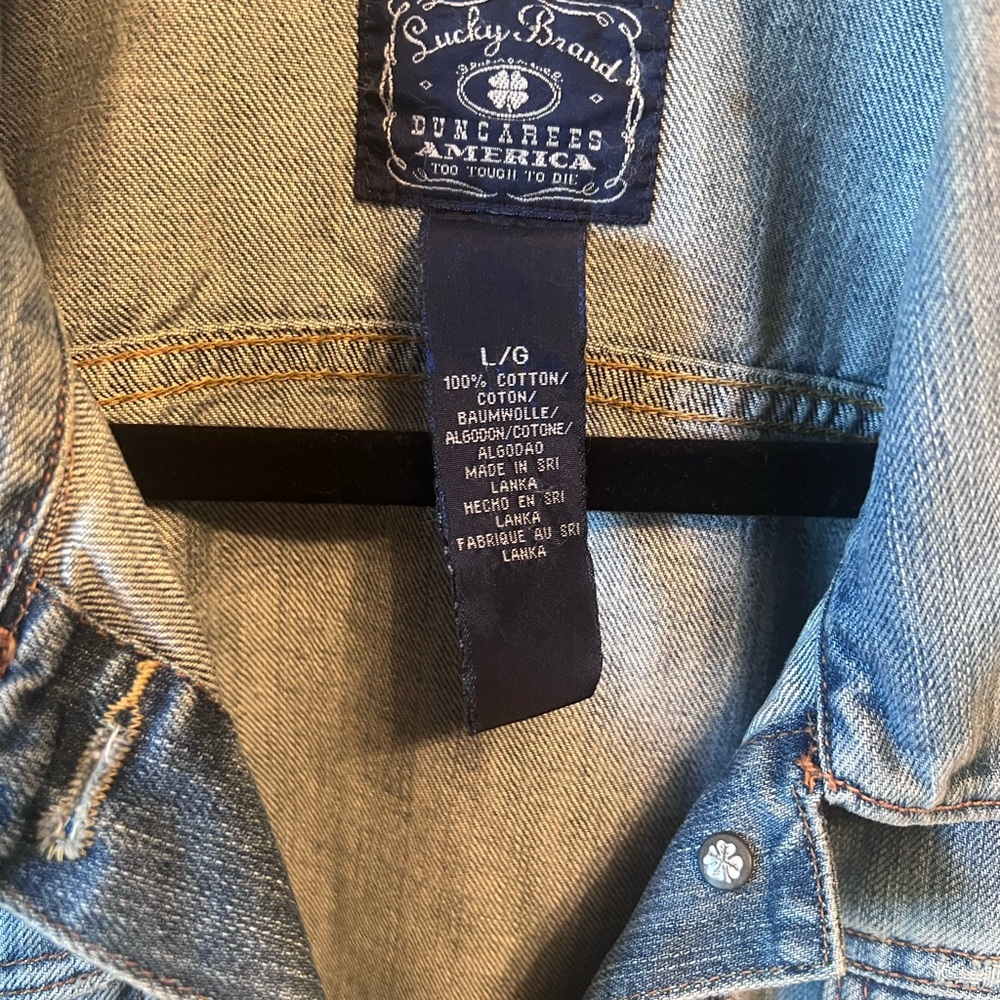 Lucky Brand
DUNGAREES
AMERICA
TOO TOUGH TO DIE
L/G
100% COTTON/
COTON/
BAUMWOLLE/
ALGODON/COTONE/
ALGODAO
MADE IN SRI
LANKA
HECHO EN SRI
LANKA
FABRIQUE AU SRI
LANKA